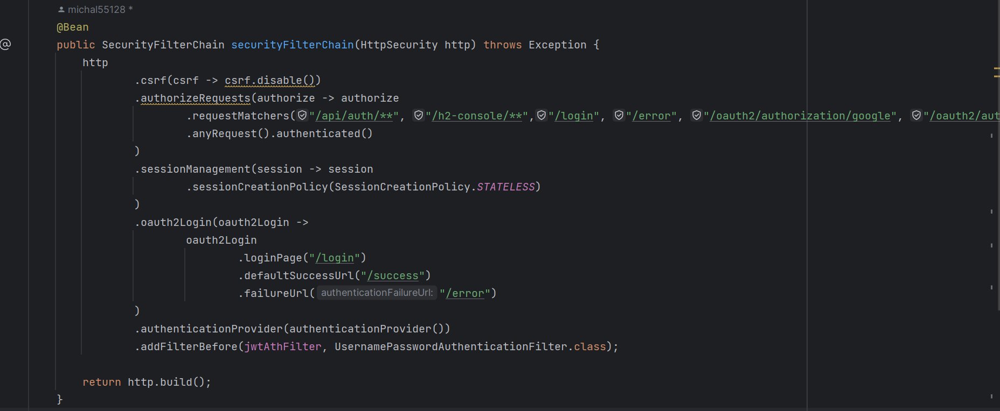 michal55128 *
@Bean
public SecurityFilterChain securityFilterChain(HttpSecurity http) throws Exception {
http
.csrf(csrf -> csrf.disable())
.authorizeRequests(authorize -> authorize
.requestMatchers("/api/auth/**", "/h2-console/**","/login", "/error", "/oauth2/authorization/google", "/oauth2/aut
.anyRequest().authenticated()
)
.sessionManagement(session -> session
.sessionCreationPolicy(SessionCreationPolicy.STATELESS)
)
.oauth2Login(oauth2Login ->
oauth2Login
.loginPage("/login")
.defaultSuccessUrl("/success")
.failureUrl( authenticationFailureUrl: "/error")
)
.authenticationProvider(authenticationProvider())
.addFilterBefore(jwtAthFilter, UsernamePasswordAuthenticationFilter.class);
return http.build();
}